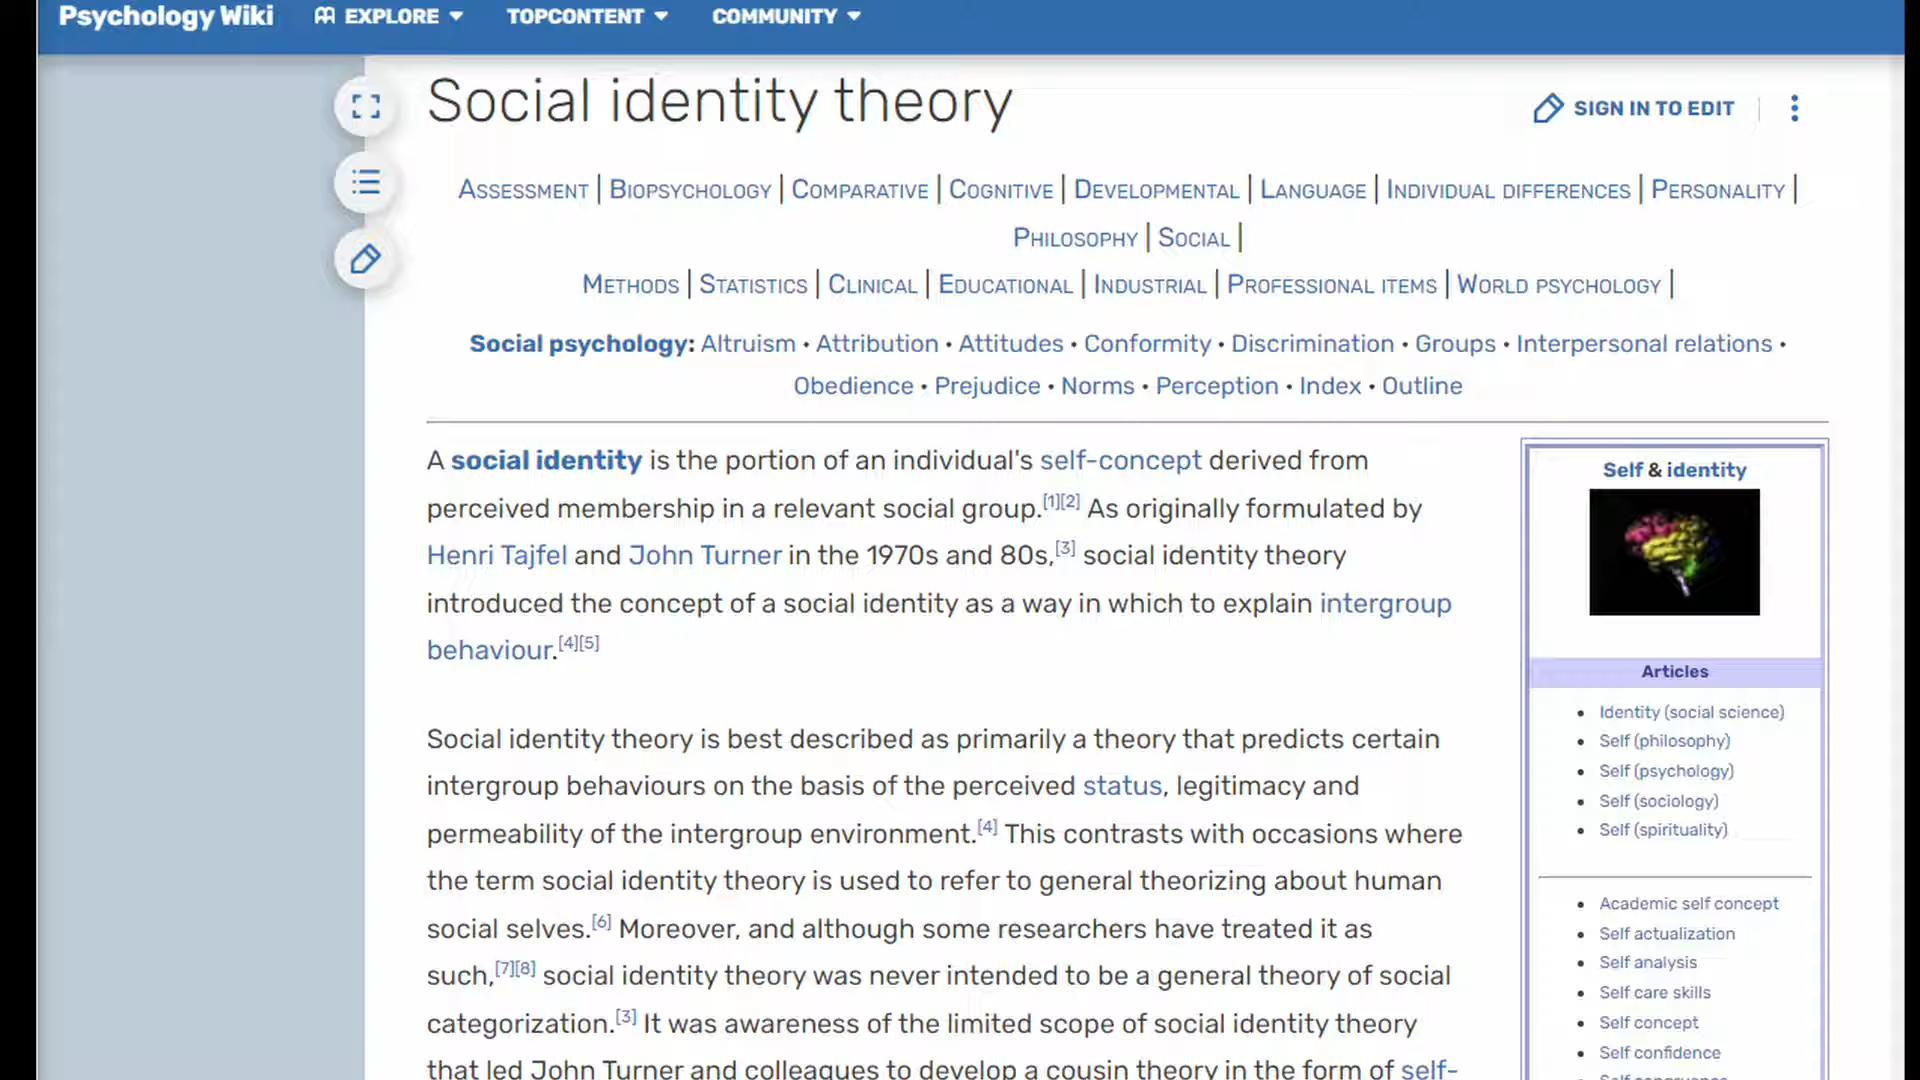 Psychology Wiki EXPLORE TOPCONTENT COMMUNITY
Social identity theory
SIGN IN TO EDIT
ASSESSMENT | BIOPSYCHOLOGY | COMPARATIVE | COGNITIVE | DEVELOPMENTAL | LANGUAGE | INDIVIDUAL DIFFERENCES | PERSONALITY |
PHILOSOPHY | SOCIAL |
METHODS | STATISTICS | CLINICAL | EDUCATIONAL | INDUSTRIAL | PROFESSIONAL ITEMS | WORLD PSYCHOLOGY |
Social psychology: Altruism · Attribution · Attitudes · Conformity · Discrimination · Groups · Interpersonal relations ·
Obedience · Prejudice · Norms · Perception · Index · Outline
A social identity is the portion of an individual's self-concept derived from
perceived membership in a relevant social group.[1][2] As originally formulated by
Henri Tajfel and John Turner in the 1970s and 80s,[3] social identity theory
introduced the concept of a social identity as a way in which to explain intergroup
behaviour.[4][5]
Social identity theory is best described as primarily a theory that predicts certain
intergroup behaviours on the basis of the perceived status, legitimacy and
permeability of the intergroup environment.[4] This contrasts with occasions where
the term social identity theory is used to refer to general theorizing about human
social selves.[6] Moreover, and although some researchers have treated it as
such,[7][8] social identity theory was never intended to be a general theory of social
categorization.[3] It was awareness of the limited scope of social identity theory
that led John Turner and colleagues to develop a cousin theory in the form of self-
Self & identity
Articles
• Identity (social science)
• Self (philosophy)
• Self (psychology)
• Self (sociology)
• Self (spirituality)
• Academic self concept
• Self actualization
• Self analysis
• Self care skills
• Self concept
• Self confidence